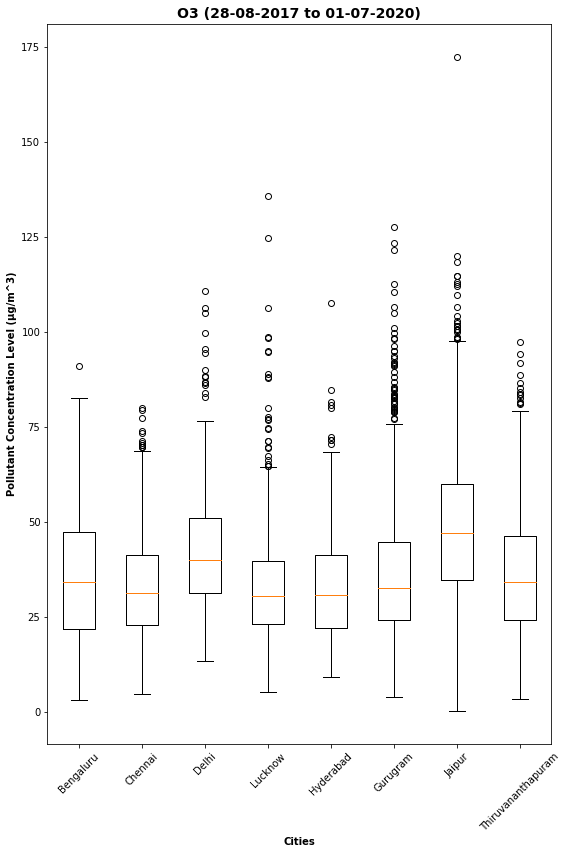 O3 (28-08-2017 to 01-07-2020)
Pollutant Concentration Level (µg/m^3)
175
150
125
100
75
50
25
0
Bengaluru
Chennai
Delhi
Lucknow
Hyderabad
Gurugram
Jaipur
Thiruvananthapuram
Cities